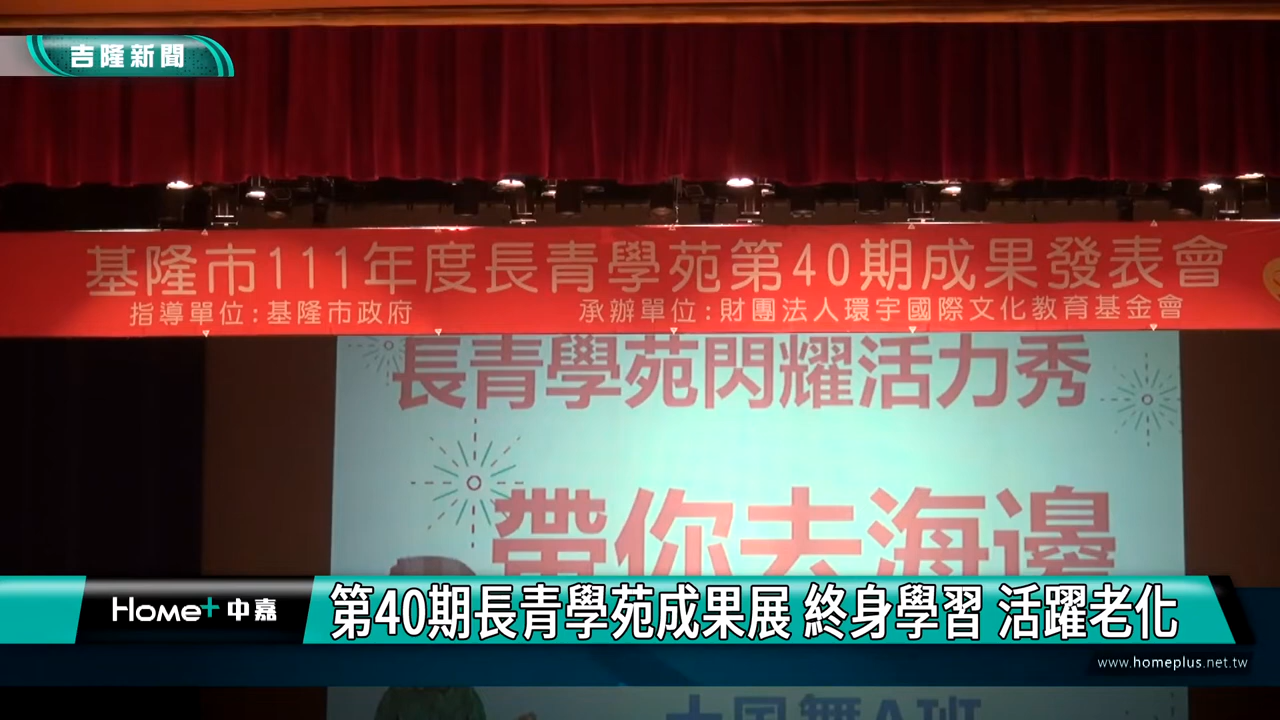 吉隆新聞
基隆市111年度長青學苑第40期成果發表會
指導單位:基隆市政府 承辦單位:財團法人環宇國際文化教育基金會
長青學苑閃耀活力秀
帶你去海邊
Home+中嘉
第40期長青學苑成果展 終身學習 活躍老化
www.homeplus.net.tw